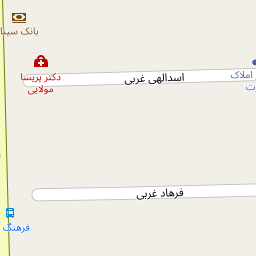 بانک سینا
دکتر پریسا
مولایی
اسدالهی غربی
املاک
فرهاد غربی
فرهنگ